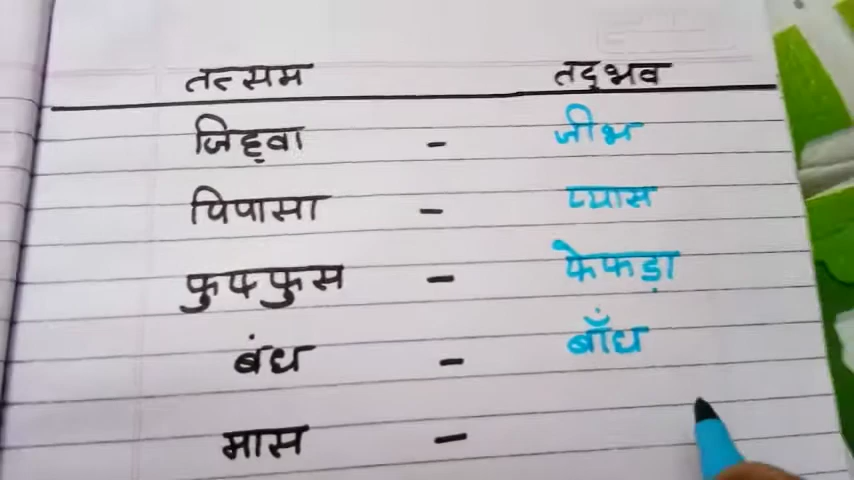 तत्सम तद्भव
जिह्वा - जीभ
पिपासा - प्यास
फुफ्फुस - फेफड़ा
बंध - बाँध
मास -